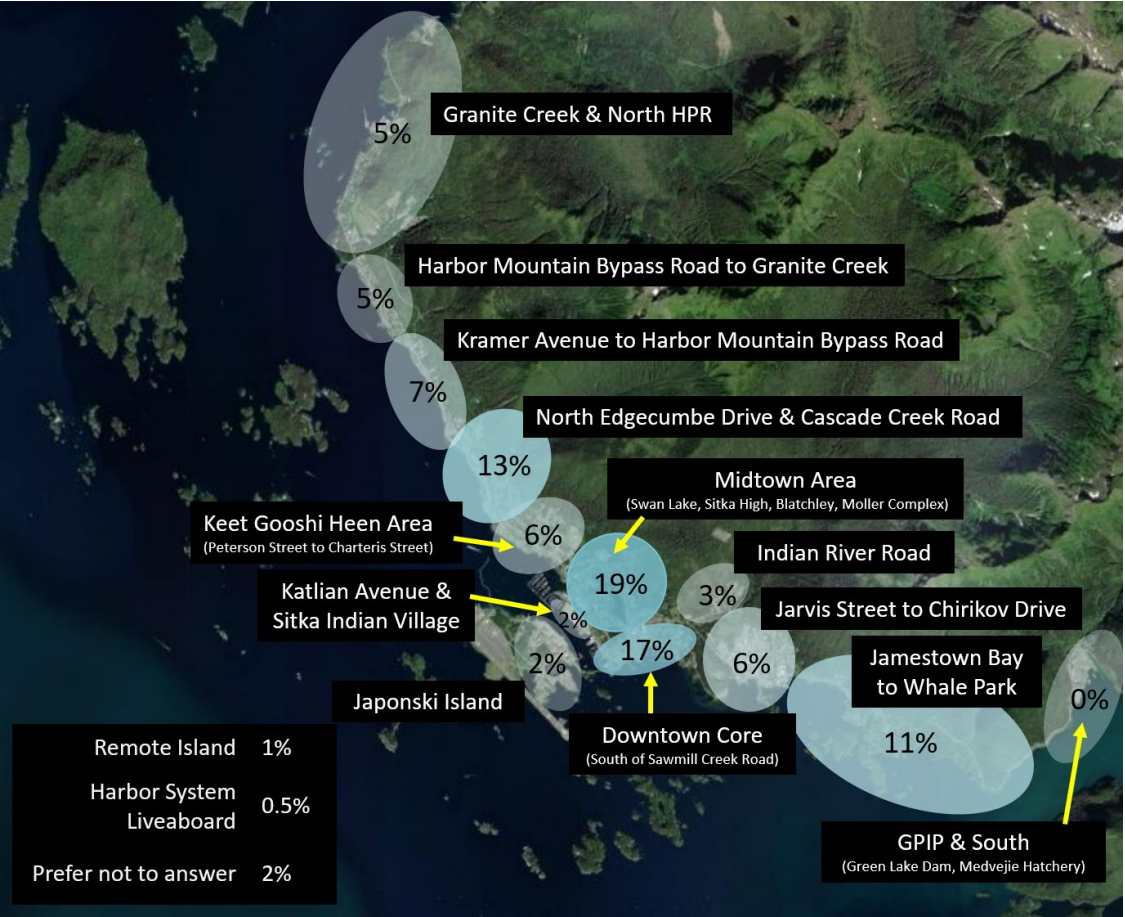 5%
Granite Creek & North HPR
Harbor Mountain Bypass Road to Granite Creek
5%
Kramer Avenue to Harbor Mountain Bypass Road
7%
North Edgecumbe Drive & Cascade Creek Road
13%
Midtown Area
(Swan Lake, Sitka High, Blatchley, Moller Complex)
19%
Keet Gooshi Heen Area
(Peterson Street to Charteris Street)
6%
Indian River Road
3%
Katlian Avenue &
Sitka Indian Village
2%
Jarvis Street to Chirikov Drive
6%
17%
Downtown Core
(South of Sawmill Creek Road)
2%
Japonski Island
Jamestown Bay
to Whale Park
11%
0%
GPIP & South
(Green Lake Dam, Medvejie Hatchery)
Remote Island 1%
Harbor System
Liveaboard 0.5%
Prefer not to answer 2%